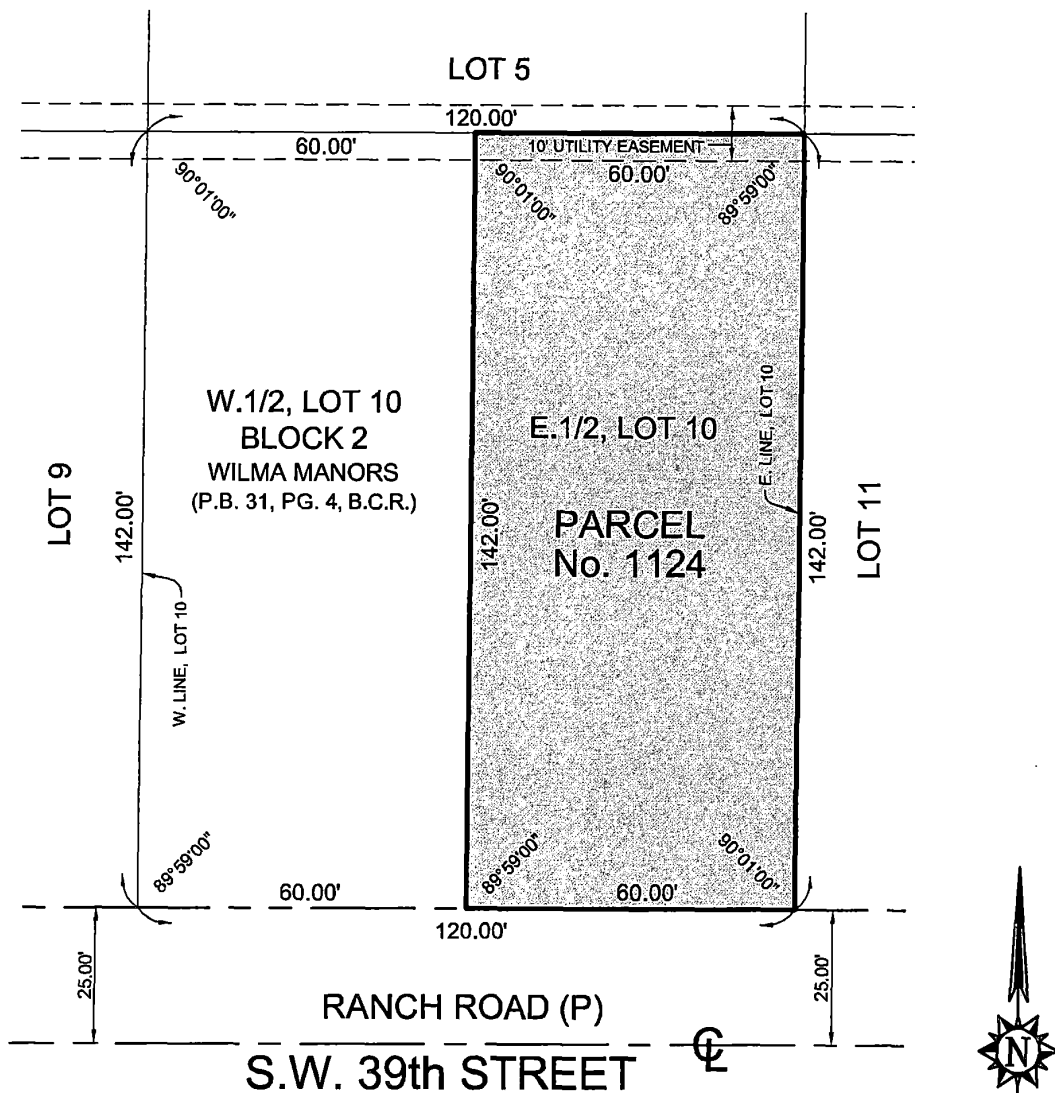 LOT 5
120.00'
60.00'
10' UTILITY EASEMENT
60.00'
90°01'00"
90°01'00"
89°59'00"
W.1/2, LOT 10
BLOCK 2
WILMA MANORS
(P.B. 31, PG. 4, B.C.R.)
E.1/2, LOT 10
PARCEL
No. 1124
LOT 9
142.00'
W. LINE, LOT 10
142.00'
E. LINE, LOT 10
142.00'
LOT 11
89°59'00"
89°59'00"
90°01'00"
60.00'
60.00'
120.00'
25.00'
25.00'
RANCH ROAD (P)
S.W. 39th STREET
℄
N